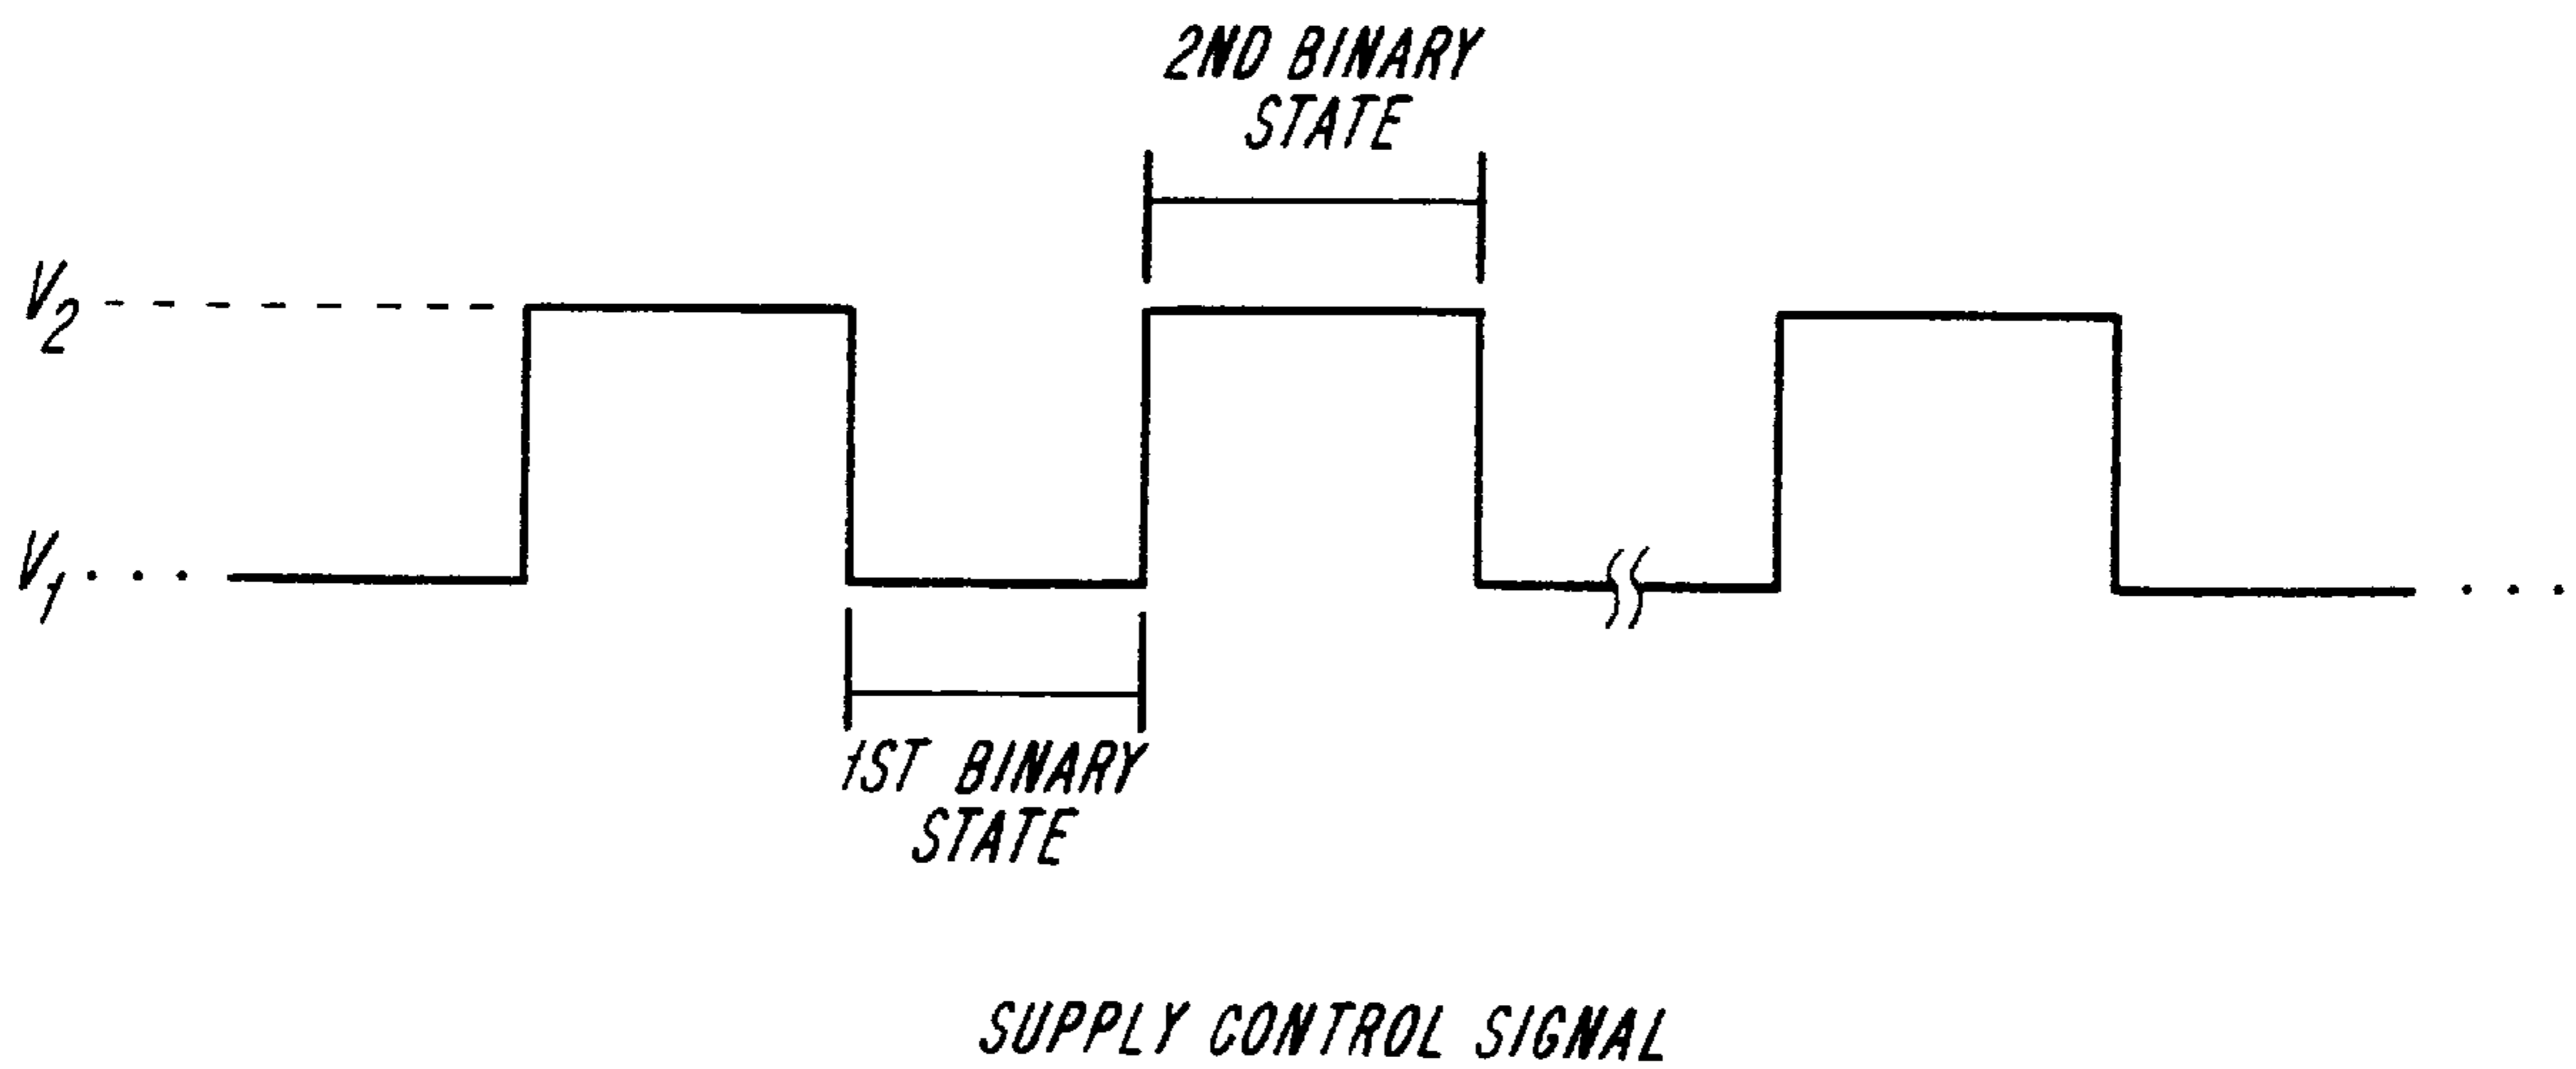 2ND BINARY
STATE
V2
V1
1ST BINARY
STATE
SUPPLY CONTROL SIGNAL